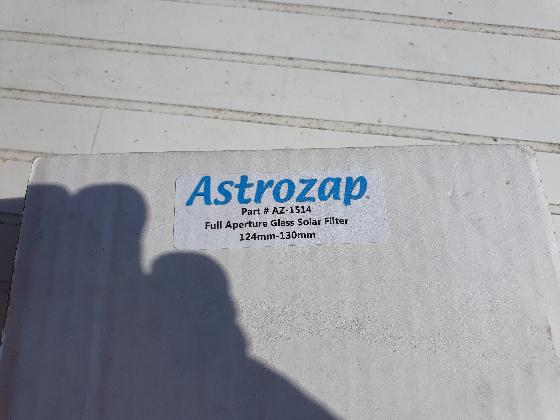 Astrozap
Part # AZ-1514
Full Aperture Glass Solar Filter
124mm-130mm